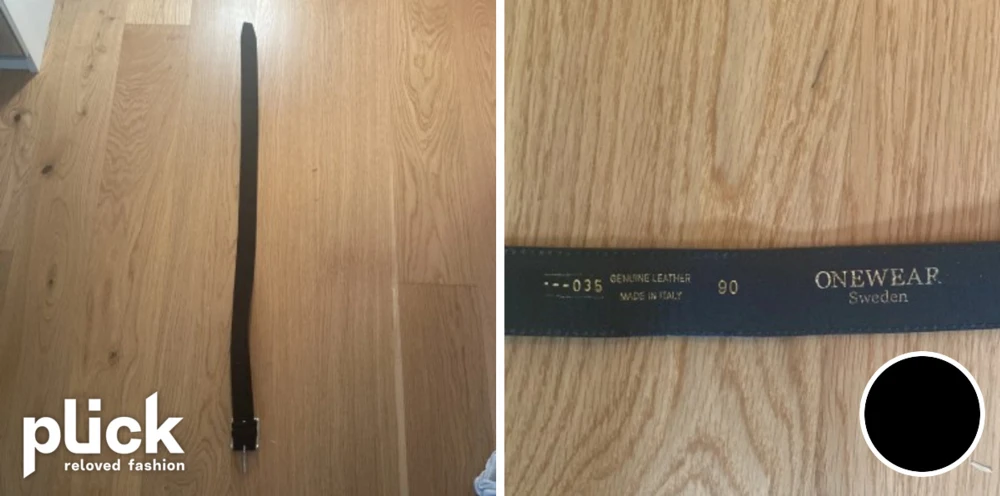 plick
reloved fashion
---035
GENUINE LEATHER
MADE IN ITALY
90
ONEWEAR
Sweden